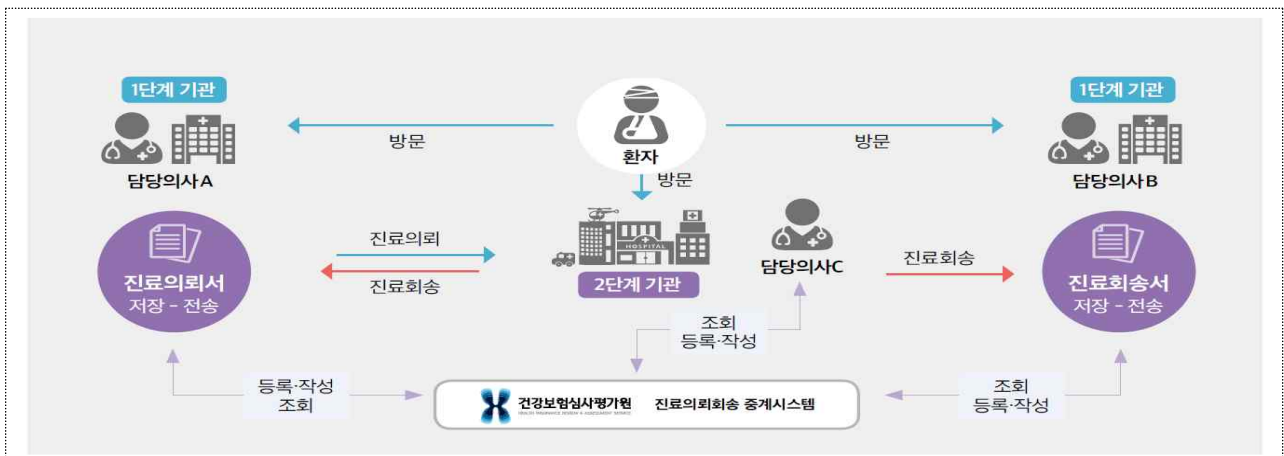 1단계 기관
담당의사 A
진료의뢰서
저장 - 전송
방문
환자
방문
방문
1단계 기관
담당의사 B
진료회송서
저장 - 전송
진료의뢰
진료회송
HOSPITAL
2단계 기관
담당의사C
진료회송
조회
등록·작성
등록·작성
조회
조회
등록·작성
건강보험심사평가원
HEALTH INSURANCE REVIEW & ASSESSMENT SERVICE
진료의뢰회송 중계시스템